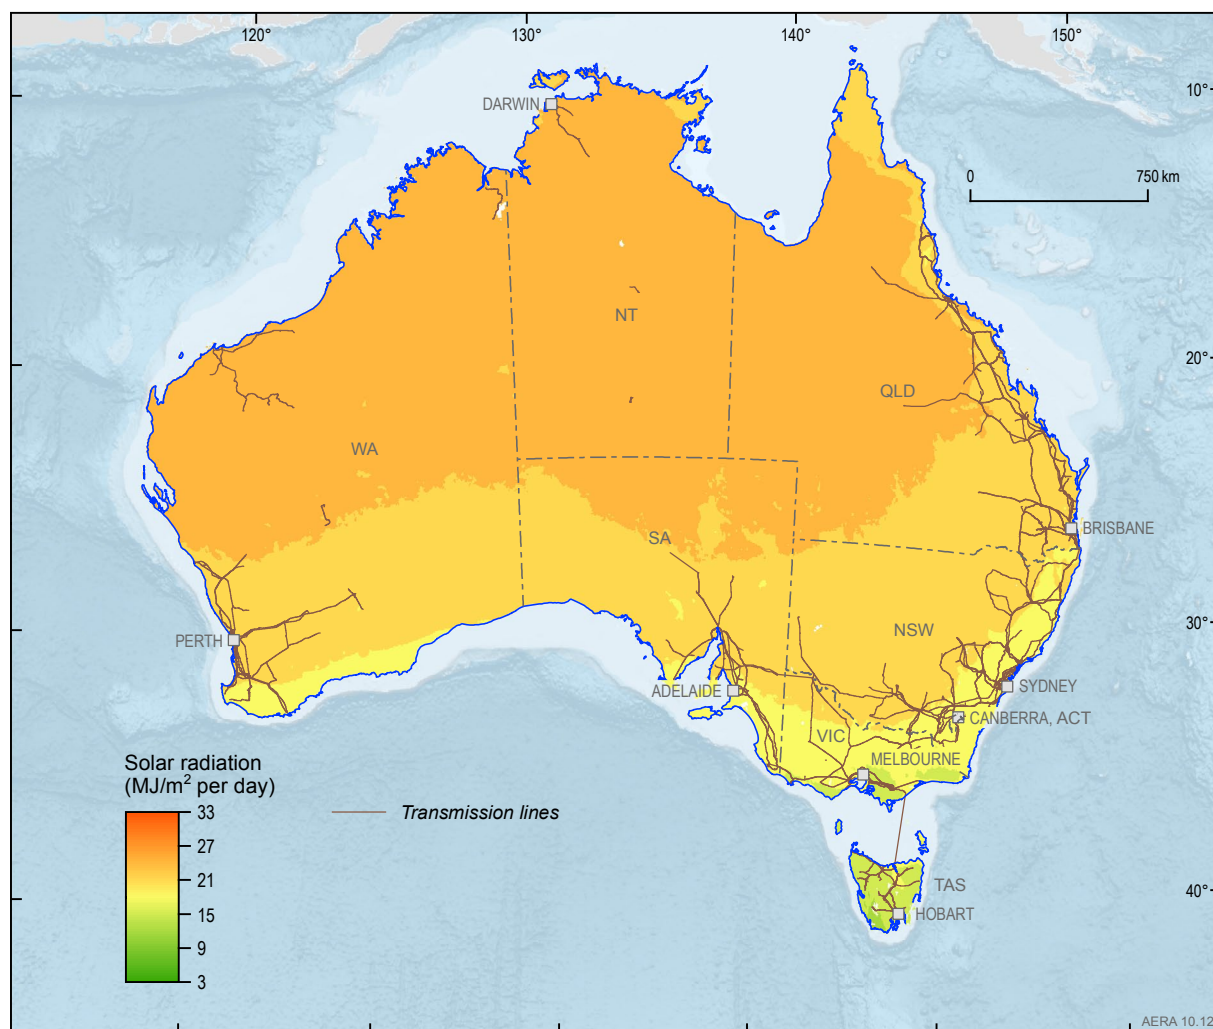 120°
130°
140°
150°
10°
DARWIN
0
750 km
NT
20°
QLD
WA
BRISBANE
SA
30°
NSW
PERTH
SYDNEY
ADELAIDE
CANBERRA, ACT
VIC
MELBOURNE
Solar radiation
(MJ/m² per day)
33
27
21
15
9
3
Transmission lines
TAS
40°
HOBART
AERA 10.12